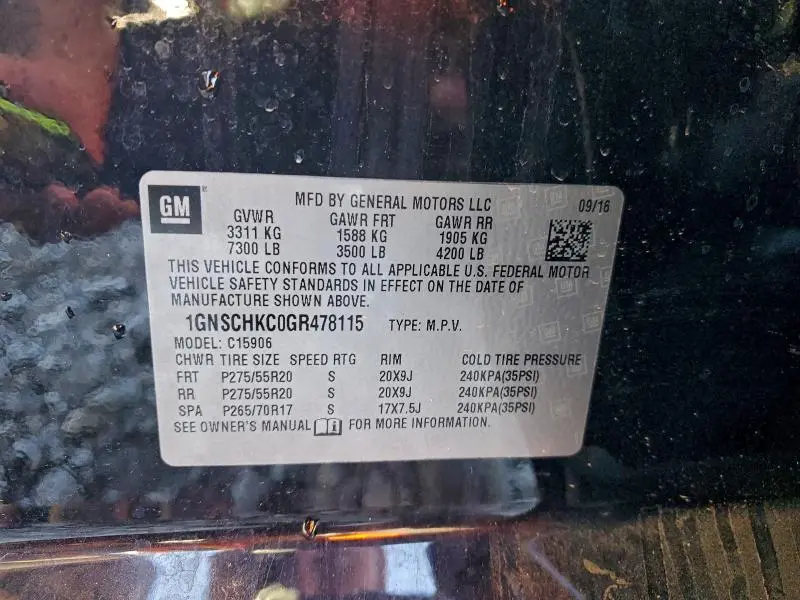 GM
MFD BY GENERAL MOTORS LLC 09/16
GVWR GAWR FRT GAWR RR
3311 KG 1588 KG 1905 KG
7300 LB 3500 LB 4200 LB
THIS VEHICLE CONFORMS TO ALL APPLICABLE U.S. FEDERAL MOTOR
VEHICLE SAFETY STANDARDS IN EFFECT ON THE DATE OF
MANUFACTURE SHOWN ABOVE.
1GNSCHKC0GR478115 TYPE: M.P.V.
MODEL: C15906
CHWR TIRE SIZE SPEED RTG RIM COLD TIRE PRESSURE
FRT P275/55R20 S 20X9J 240KPA(35PSI)
RR P275/55R20 S 20X9J 240KPA(35PSI)
SPA P265/70R17 S 17X7.5J 240KPA(35PSI)
SEE OWNER'S MANUAL FOR MORE INFORMATION.